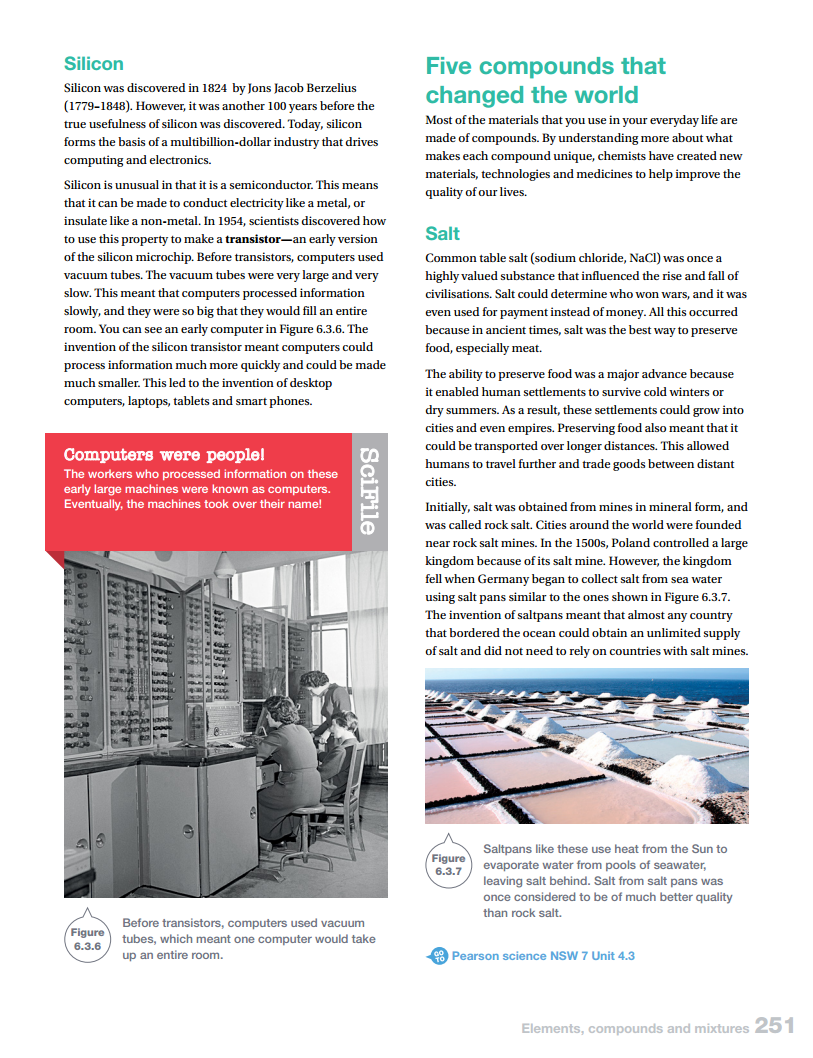 Silicon
Silicon was discovered in 1824 by Jons Jacob Berzelius
(1779–1848). However, it was another 100 years before the
true usefulness of silicon was discovered. Today, silicon
forms the basis of a multibillion-dollar industry that drives
computing and electronics.
Silicon is unusual in that it is a semiconductor. This means
that it can be made to conduct electricity like a metal, or
insulate like a non-metal. In 1954, scientists discovered how
to use this property to make a transistor—an early version
of the silicon microchip. Before transistors, computers used
vacuum tubes. The vacuum tubes were very large and very
slow. This meant that computers processed information
slowly, and they were so big that they would fill an entire
room. You can see an early computer in Figure 6.3.6. The
invention of the silicon transistor meant computers could
process information much more quickly and could be made
much smaller. This led to the invention of desktop
computers, laptops, tablets and smart phones.
Computers were people!
The workers who processed information on these
early large machines were known as computers.
Eventually, the machines took over their name!
SciFile
Figure
6.3.6
Before transistors, computers used vacuum
tubes, which meant one computer would take
up an entire room.
Five compounds that
changed the world
Most of the materials that you use in your everyday life are
made of compounds. By understanding more about what
makes each compound unique, chemists have created new
materials, technologies and medicines to help improve the
quality of our lives.
Salt
Common table salt (sodium chloride, NaCl) was once a
highly valued substance that influenced the rise and fall of
civilisations. Salt could determine who won wars, and it was
even used for payment instead of money. All this occurred
because in ancient times, salt was the best way to preserve
food, especially meat.
The ability to preserve food was a major advance because
it enabled human settlements to survive cold winters or
dry summers. As a result, these settlements could grow into
cities and even empires. Preserving food also meant that it
could be transported over longer distances. This allowed
humans to travel further and trade goods between distant
cities.
Initially, salt was obtained from mines in mineral form, and
was called rock salt. Cities around the world were founded
near rock salt mines. In the 1500s, Poland controlled a large
kingdom because of its salt mine. However, the kingdom
fell when Germany began to collect salt from sea water
using salt pans similar to the ones shown in Figure 6.3.7.
The invention of saltpans meant that almost any country
that bordered the ocean could obtain an unlimited supply
of salt and did not need to rely on countries with salt mines.
Figure
6.3.7
Saltpans like these use heat from the Sun to
evaporate water from pools of seawater,
leaving salt behind. Salt from salt pans was
once considered to be of much better quality
than rock salt.
GO TO Pearson science NSW 7 Unit 4.3
Elements, compounds and mixtures 251